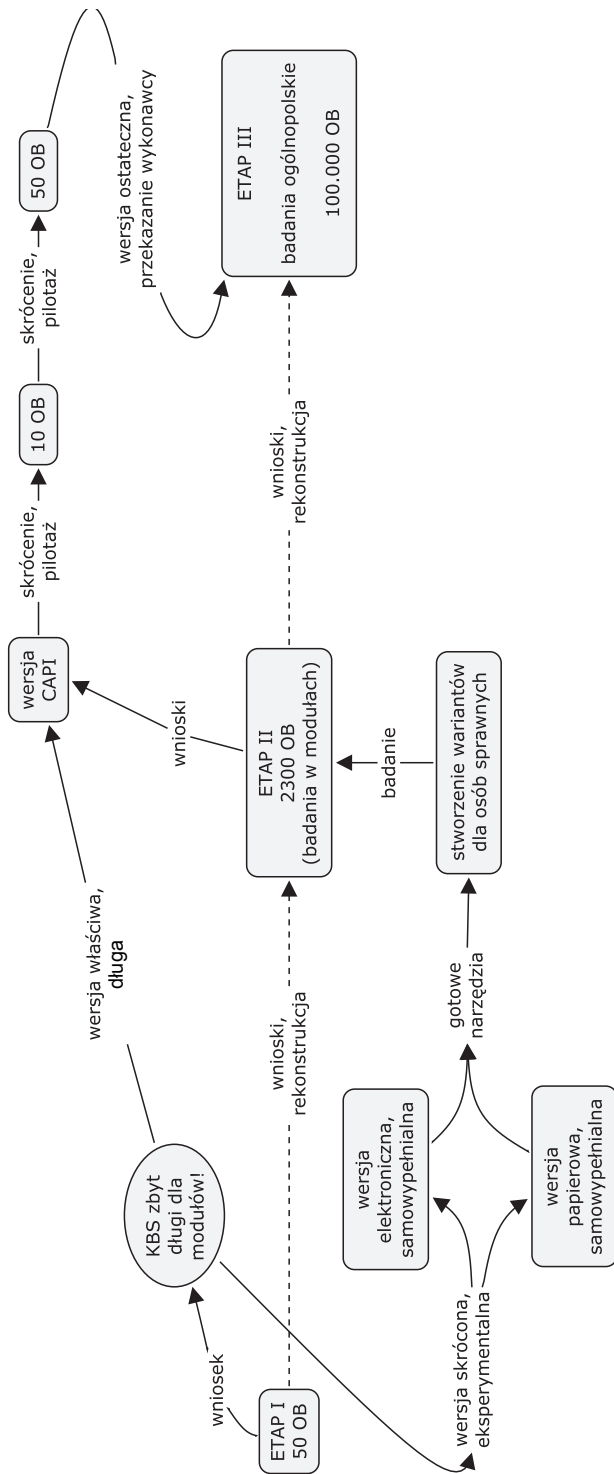 ETAP I
50 OB
wniosek
KBS zbyt
długi dla
modułów!
wersja właściwa,
długa
wersja
CAPI
skrócenie,
pilotaż
10 OB
skrócenie,
pilotaż
50 OB
wersja ostateczna,
przekazanie wykonawcy
wnioski,
rekonstrukcja
ETAP II
2300 OB
(badania w modułach)
wnioski
wnioski,
rekonstrukcja
ETAP III
badania ogólnopolskie
100.000 OB
wersja skrócona,
eksperymentalna
wersja
elektroniczna,
samowypełnialna
wersja
papierowa,
samowypełnialna
gotowe
narzędzia
stworzenie wariantów
dla osób sprawnych
badanie